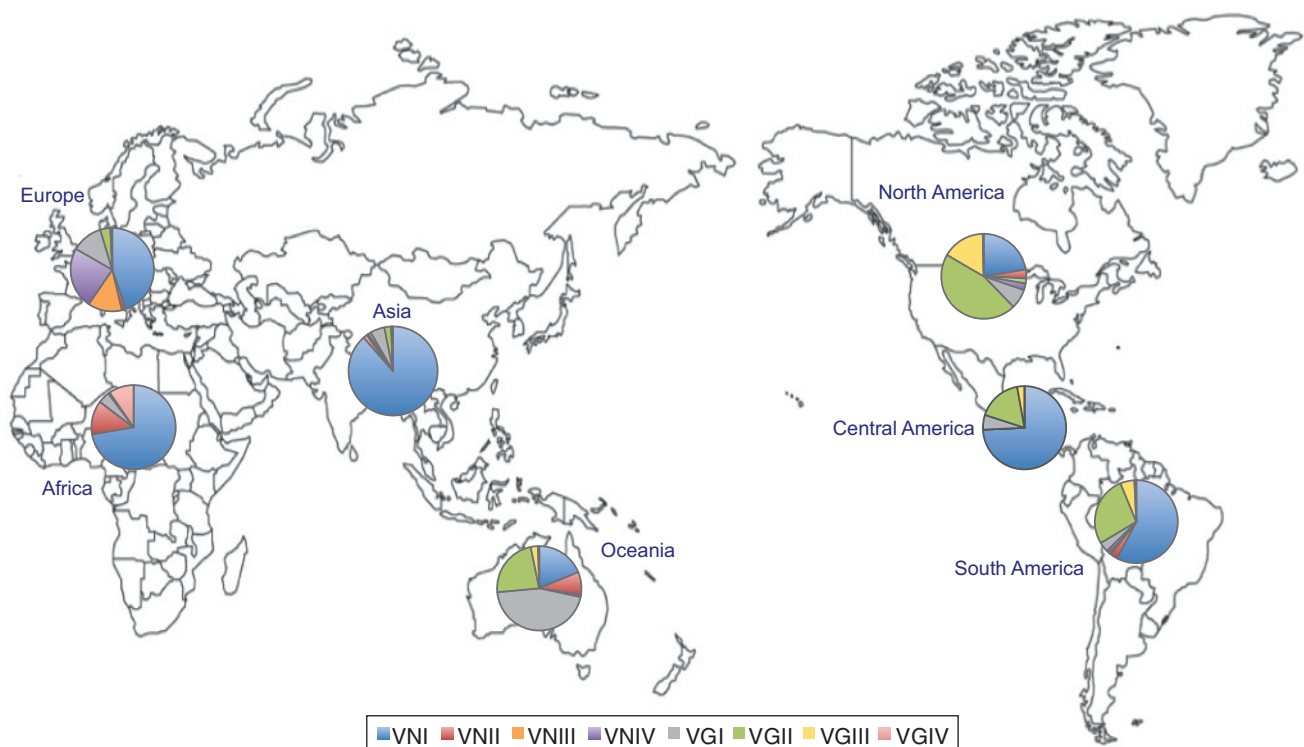 Europe
North America
Asia
Central America
Africa
Oceania
South America
VNI VNII VNIII VNIV VGI VGII VGIII VGIV